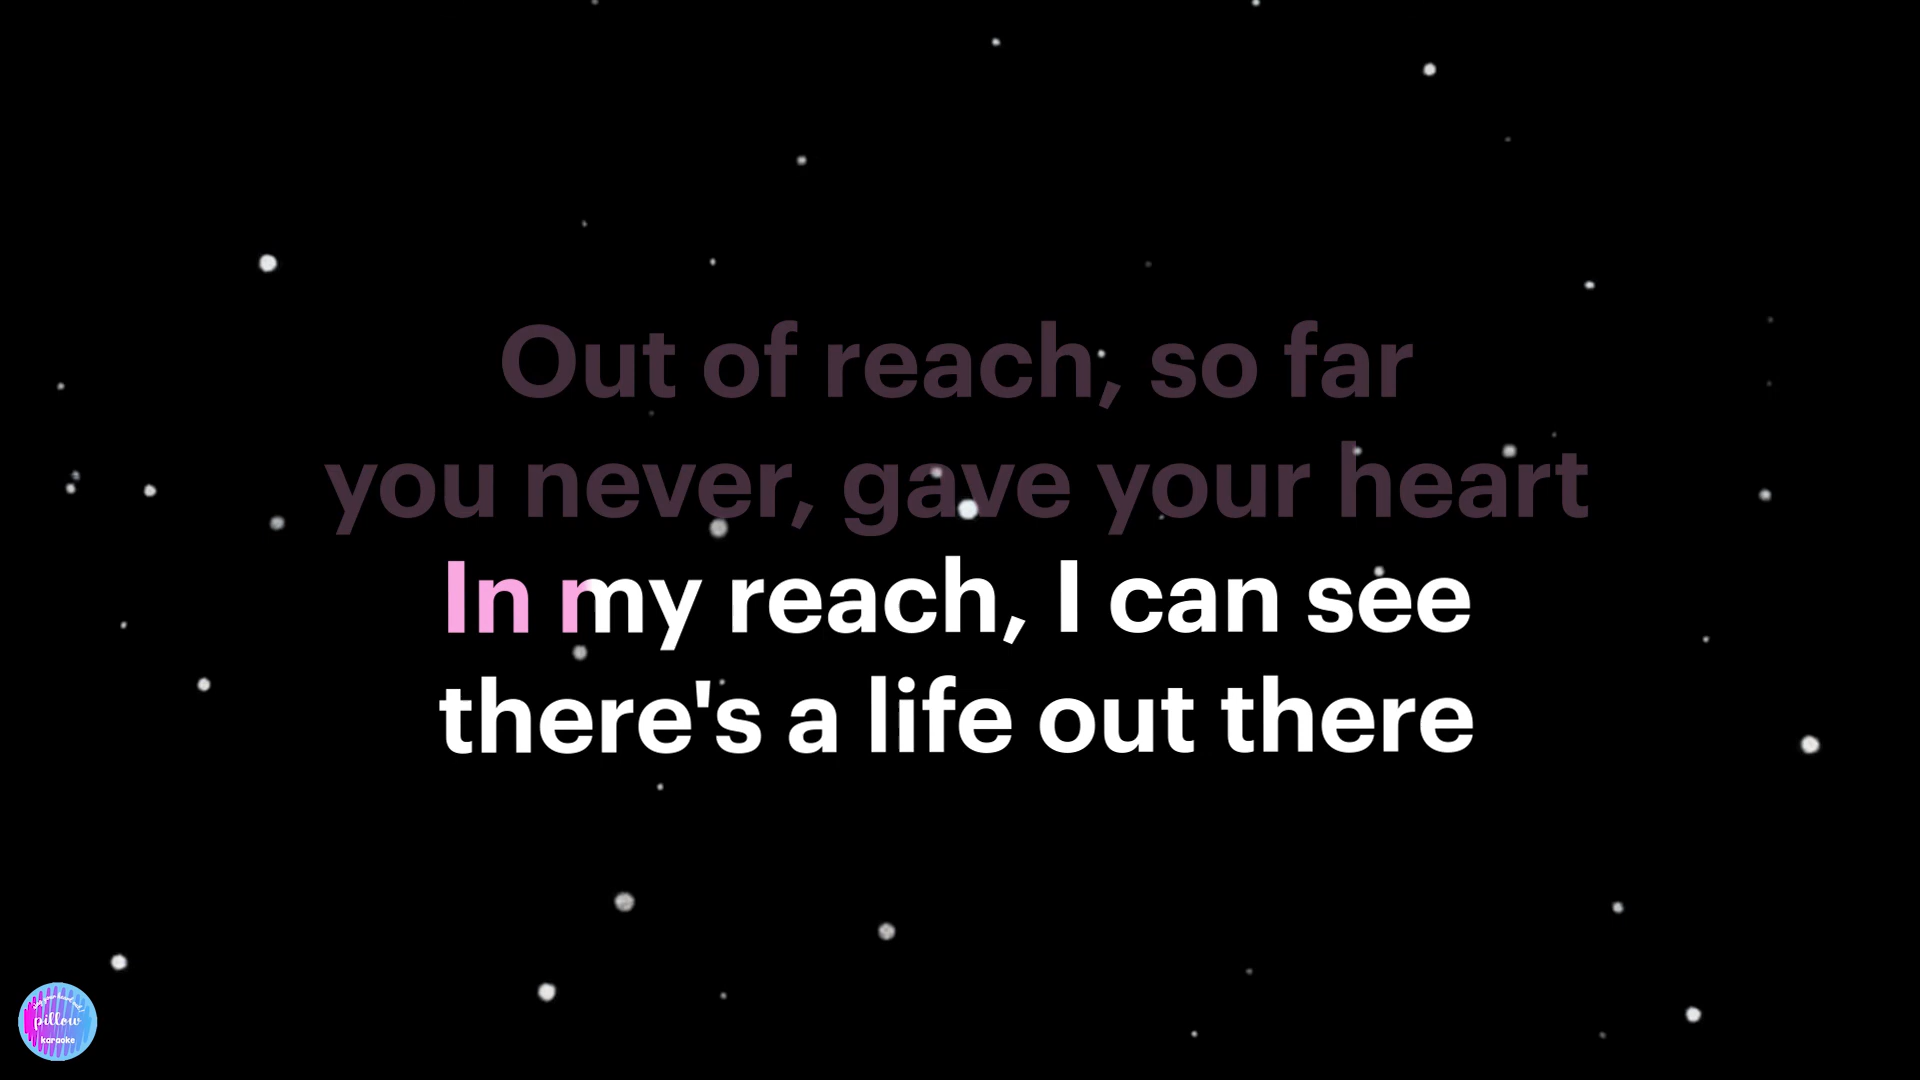 Out of reach, so far
you never, gave your heart
In my reach, I can see
there's a life out there
pillow
karaoke